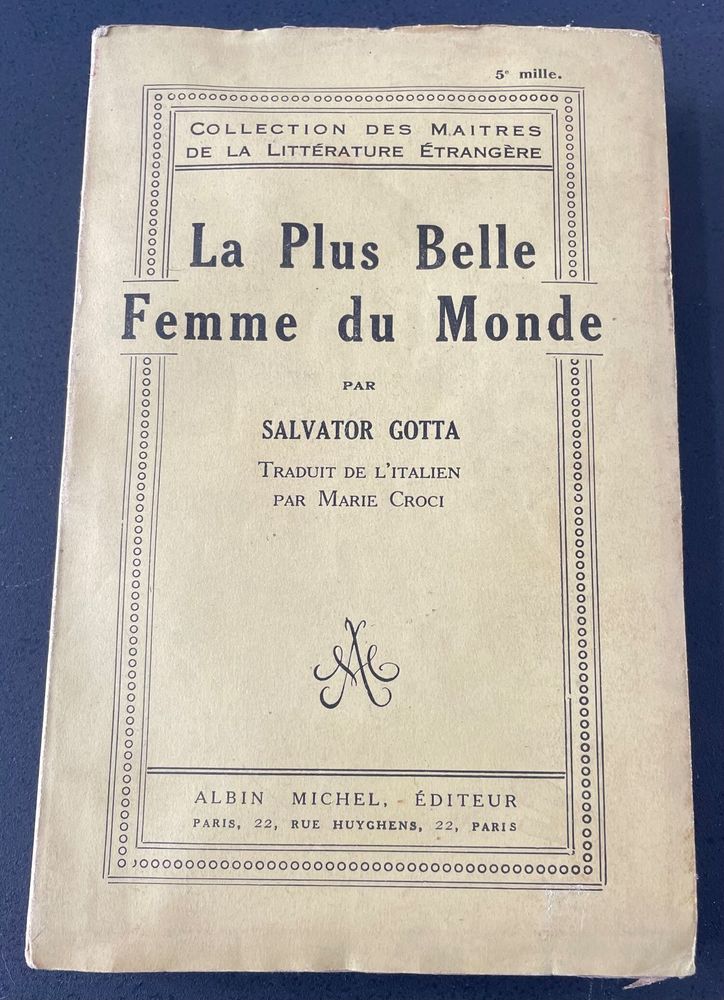 5e mille.
COLLECTION DES MAITRES
DE LA LITTÉRATURE ÉTRANGÈRE
La Plus Belle
Femme du Monde
PAR
SALVATOR GOTTA
TRADUIT DE L'ITALIEN
PAR MARIE CROCI
AM
ALBIN MICHEL, ÉDITEUR
PARIS, 22, RUE HUYGHENS, 22, PARIS